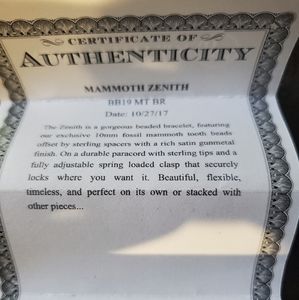 CERTIFICATE OF
AUTHENTICITY
MAMMOTH ZENITH
BB19 MT BR
Date: 10/27/17
The Zenith is a gorgeous beaded bracelet, featuring
our exclusive 10mm fossil mammoth tooth beads
offset by sterling spacers with a rich satin gunmetal
finish. On a durable paracord with sterling tips and a
fully adjustable spring loaded clasp that securely
locks where you want it. Beautiful, flexible,
timeless, and perfect on its own or stacked with
other pieces...